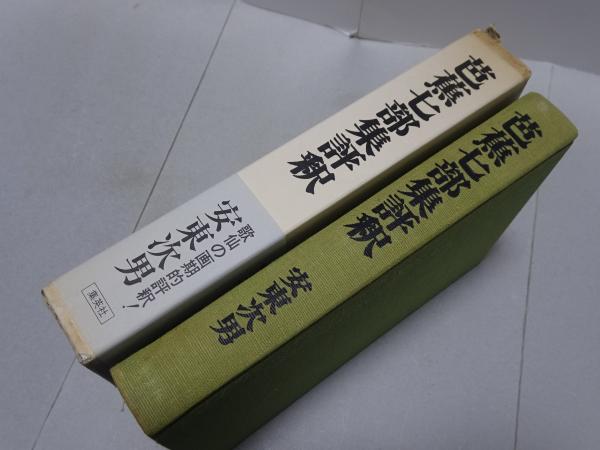 芭蕉七部集評釈
歌仙の画期的評釈!
安東次男
集英社
芭蕉七部集評釈
安東次男